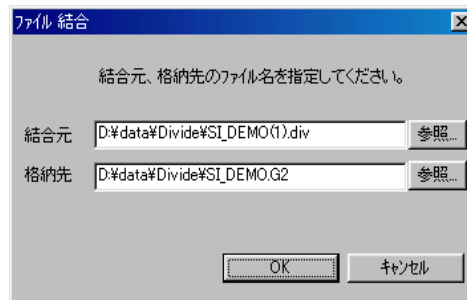 ファイル 結合
結合元、格納先のファイル名を指定してください。
結合元 D:¥data¥Divide¥SI_DEMO(1).div 参照...
格納先 D:¥data¥Divide¥SI_DEMO.G2 参照...
OK キャンセル